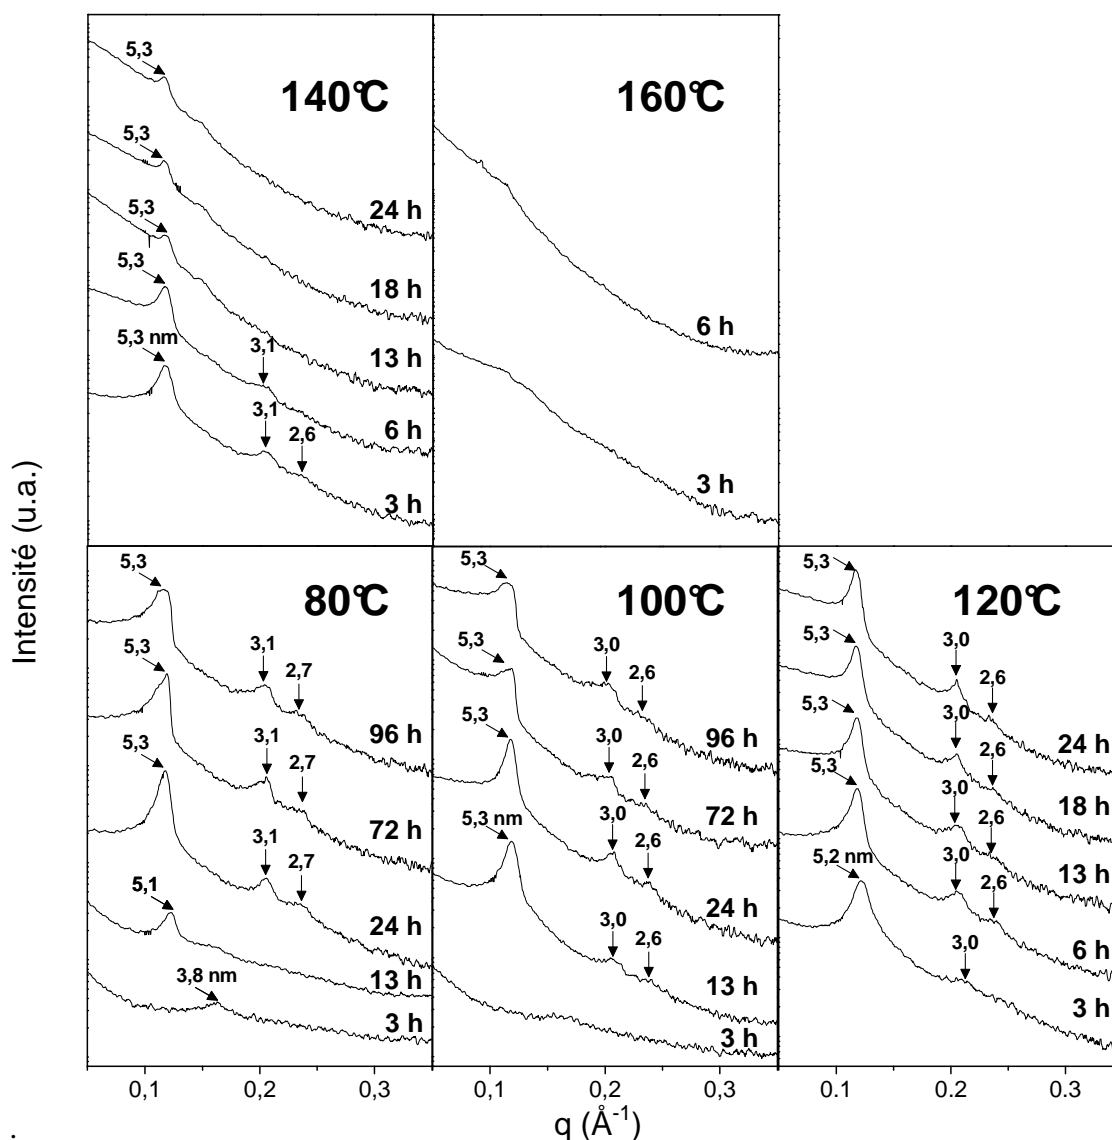 5,3
140°C
160°C
5,3
24 h
5,3
18 h
6 h
5,3
5,3 nm
3,1
13 h
3,1
2,6
6 h
3 h
3 h
Intensité (u.a.)
5,3
80°C
5,3
3,1
2,7
96 h
5,3
3,1
2,7
72 h
3,1
2,7
5,1
24 h
3,8 nm
13 h
3 h
5,3
100°C
5,3
3,0
2,6
96 h
5,3
3,0
2,6
72 h
5,3 nm
3,0
2,6
24 h
3,0
2,6
13 h
3 h
5,3
120°C
5,3
3,0
2,6
24 h
5,3
3,0
2,6
18 h
5,3
3,0
2,6
13 h
5,2 nm
3,0
2,6
6 h
3,0
3 h
0,1 0,2 0,3 0,1 0,2 0,3 0.1 0.2 0.3
q (Å-1)
.